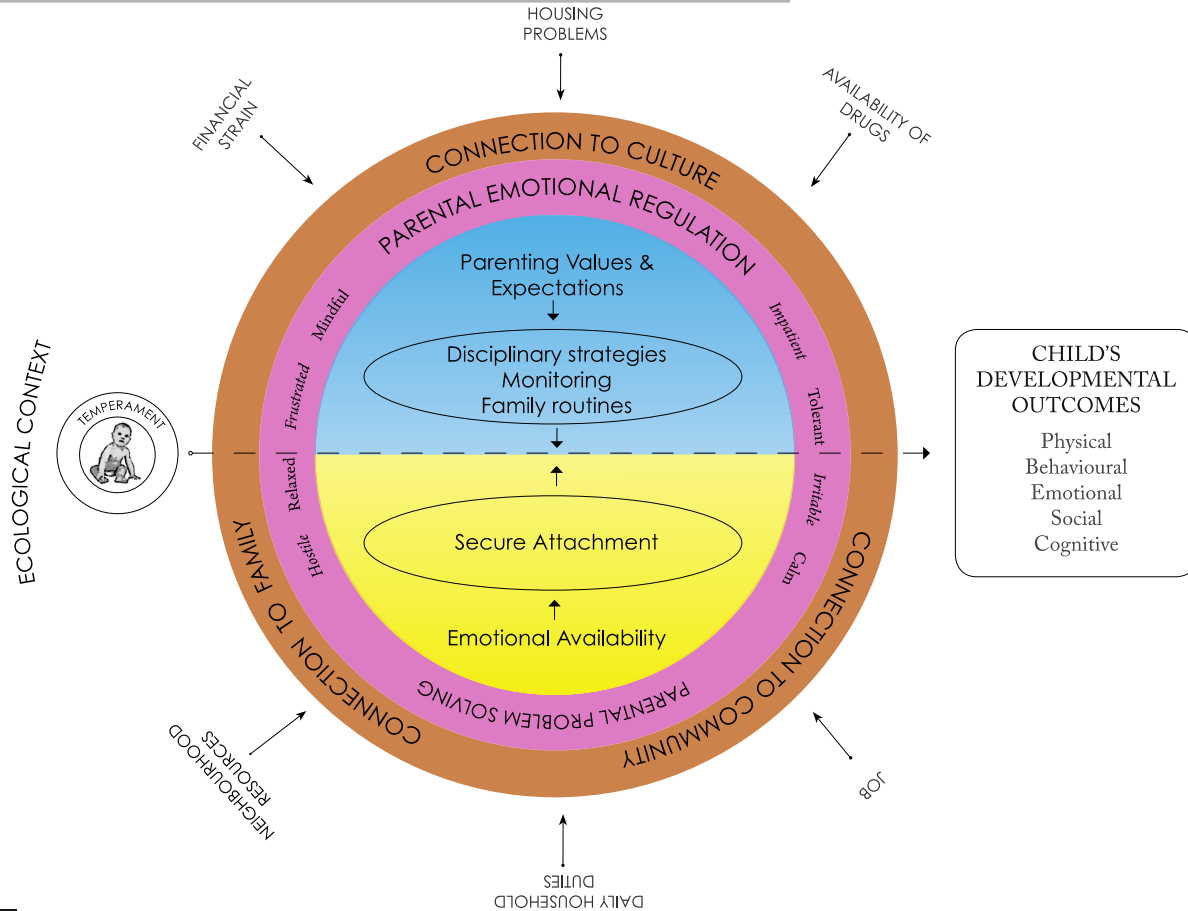 HOUSING
PROBLEMS
FINANCIAL
STRAIN
AVAILABILITY OF
DRUGS
CONNECTION TO CULTURE
PARENTAL EMOTIONAL REGULATION
Parenting Values &
Expectations
Mindful
Impatient
Disciplinary strategies
Monitoring
Family routines
Frustrated
Tolerant
ECOLOGICAL CONTEXT
TEMPERAMENT
CHILD'S
DEVELOPMENTAL
OUTCOMES
Physical
Behavioural
Emotional
Social
Cognitive
Relaxed
Irritable
Secure Attachment
Hostile
Calm
Emotional Availability
CONNECTION TO FAMILY
CONNECTION TO COMMUNITY
PARENTAL PROBLEM SOLVING
NEIGHBOURHOOD
RESOURCES
JOB
DAILY HOUSEHOLD
DUTIES